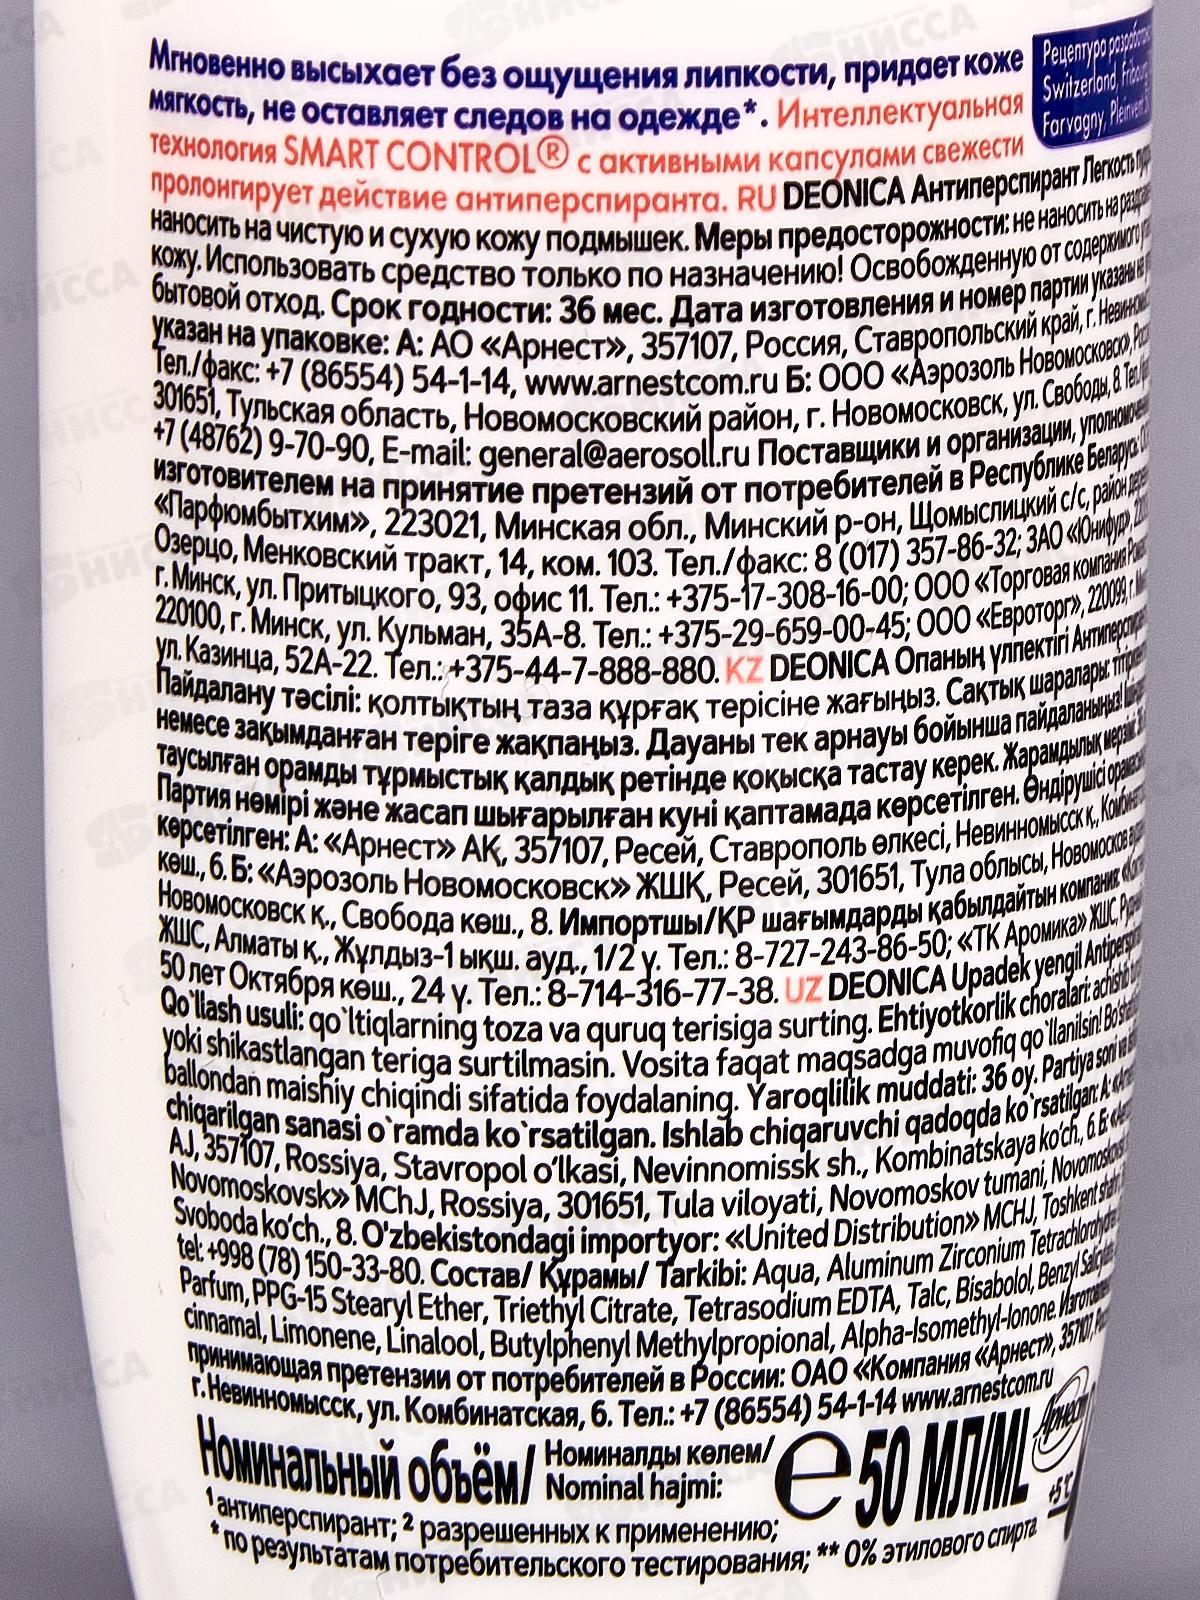 Мгновенно высыхает без ощущения липкости, придает коже
мягкость, не оставляет следов на одежде*. Интеллектуальная
технология SMART CONTROL® с активными капсулами свежести
пролонгирует действие антиперспиранта. RU DEONICA Антиперспирант Легкость
Рецептура
Switzerland,
Farvagny,
наносить на чистую и сухую кожу подмышек. Меры предосторожности: не наносить на
кожу. Использовать средство только по назначению! Освобожденную от содержимого
бытовой отход. Срок годности: 36 мес. Дата изготовления и номер партии указаны на
указан на упаковке: А: АО «Арнест», 357107, Россия, Ставропольский край, г.
Тел./факс: +7 (86554) 54-1-14, www.arnestcom.ru Б: ООО «Аэрозоль Новомосковск»,
301651, Тульская область, Новомосковский район, г. Новомосковск, ул. Свободы, 8.
+7 (48762) 9-70-90, E-mail: general@aerosoll.ru Поставщики и организации,
изготовителем на принятие претензий от потребителей в Республике Беларусь:
«Парфюмбытхим», 223021, Минская обл., Минский р-он, Щомыслицкий с/с, район
Озерцо, Менковский тракт, 14, ком. 103. Тел./факс: 8 (017) 357-86-32; ЗАО «Юнифуд»,
г. Минск, ул. Притыцкого, 93, офис 11. Тел.: +375-17-308-16-00; ООО «Торговая компания
220100, г. Минск, ул. Кульман, 35А-8. Тел.: +375-29-659-00-45; ООО «Евроторг», 220099, г.
ул. Казинца, 52А-22. Тел.: +375-44-7-888-880. KZ DEONICA Опаның үлпектігі
Пайдалану тәсілі: қолтықтың таза құрғақ терісіне жағыңыз. Сақтық шаралары:
немесе зақымданған теріге жақпаңыз. Дауаны тек арнауы бойынша пайдаланыңыз!
таусылған орамды тұрмыстық қалдық ретінде қоқысқа тастау керек. Жарамдылық мерзімі:
Партия нөмірі және жасап шығарылған күні қаптамада көрсетілген. Өндірушісі
көрсетілген: А: «Арнест» АҚ, 357107, Ресей, Ставрополь өлкесі, Невинномысск қ.,
көш., 6. Б: «Аэрозоль Новомосковск» ЖШҚ, Ресей, 301651, Тула облысы, Новомосков
Новомосковск қ., Свобода көш., 8. Импортшы/ҚР шағымдарды қабылдайтын компания:
ЖШС, Алматы қ., Жұлдыз-1 ықш. ауд., 1/2 ү. Тел.: 8-727-243-86-50; «ТК Аромика» ЖШС,
50 лет Октября көш., 24 ү. Тел.: 8-714-316-77-38. UZ DEONICA Upadek yengil
Qo`llash usuli: qo`ltiqlarning toza va quruq terisiga surting. Ehtiyotkorlik choralari:
yoki shikastlangan teriga surtilmasin. Vosita faqat maqsadga muvofiq qo`llanilsin!
ballondan maishiy chiqindi sifatida foydalaning. Yaroqlilik muddati: 36 oy. Partiya soni va
chiqarilgan sanasi o`ramda ko`rsatilgan. Ishlab chiqaruvchi qadoqda ko`rsatilgan: A:
AJ, 357107, Rossiya, Stavropol o‘lkasi, Nevinnomissk sh., Kombinatskaya ko‘ch., 6. Б:
Novomoskovsk» MChJ, Rossiya, 301651, Tula viloyati, Novomoskov tumani,
Svoboda ko‘ch., 8. O'zbekistondagi importyor: «United Distribution» MCHJ, Toshkent
tel: +998 (78) 150-33-80. Состав/ Құрамы/ Tarkibi: Aqua, Aluminum Zirconium
Parfum, PPG-15 Stearyl Ether, Triethyl Citrate, Tetrasodium EDTA, Talc, Bisabolol, Benzyl
cinnamal, Limonene, Linalool, Butylphenyl Methylpropional, Alpha-Isomethyl-Ionone.
принимающая претензии от потребителей в России: ОАО «Компания «Арнест», 357107,
г. Невинномысск, ул. Комбинатская, 6. Тел.: +7 (86554) 54-1-14 www.arnestcom.ru
Номинальный объём/ Номиналды көлем/
Nominal hajmi:
℮ 50 МЛ/ML
Арнест
+5°C
¹ антиперспирант; ² разрешенных к применению;
* по результатам потребительского тестирования; ** 0% этилового спирта